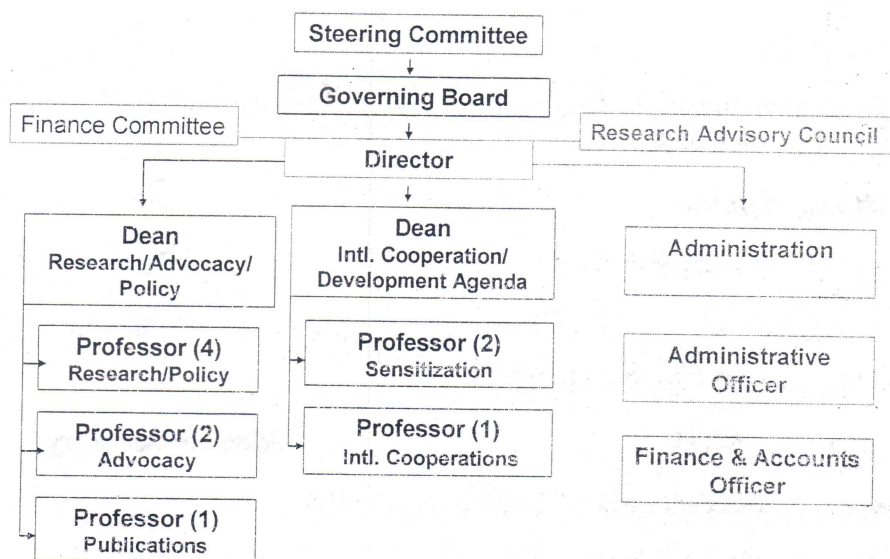 Steering Committee
Governing Board
Finance Committee
Research Advisory Council
Director
Dean
Research/Advocacy/
Policy
Dean
Intl. Cooperation/
Development Agenda
Administration
Professor (4)
Research/Policy
Professor (2)
Sensitization
Administrative
Officer
Professor (2)
Advocacy
Professor (1)
Intl. Cooperations
Finance & Accounts
Officer
Professor (1)
Publications